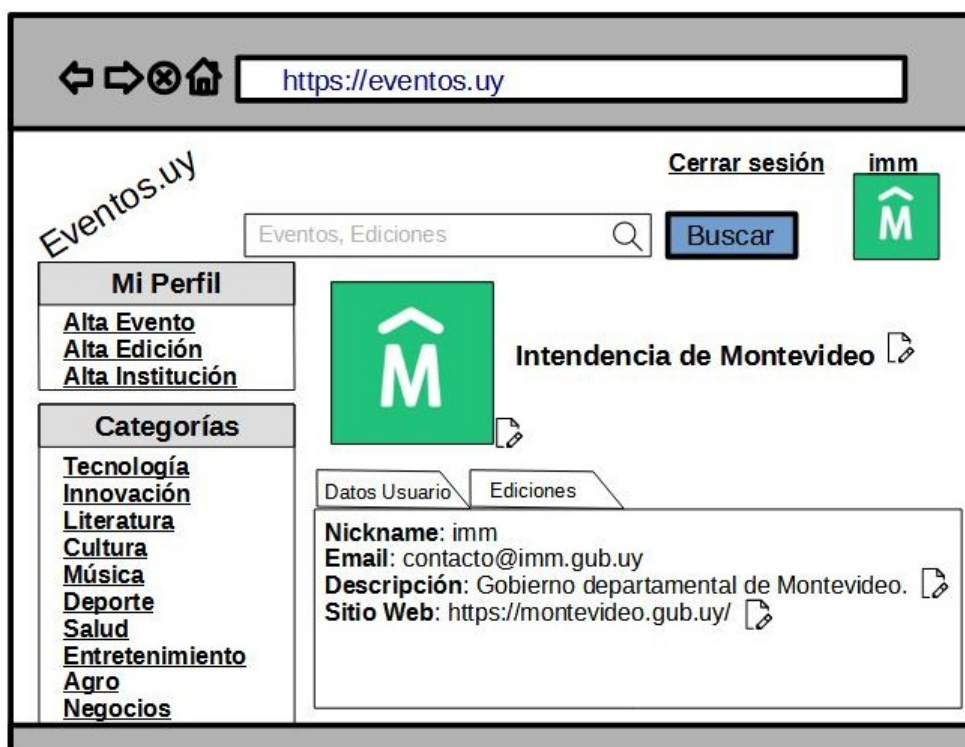 https://eventos.uy
Eventos.uy
Cerrar sesión
imm
M
Eventos, Ediciones
Buscar
Mi Perfil
Alta Evento
Alta Edición
Alta Institución
Categorías
Tecnología
Innovación
Literatura
Cultura
Música
Deporte
Salud
Entretenimiento
Agro
Negocios
M
Intendencia de Montevideo
Datos Usuario
Ediciones
Nickname: imm
Email: contacto@imm.gub.uy
Descripción: Gobierno departamental de Montevideo.
Sitio Web: https://montevideo.gub.uy/